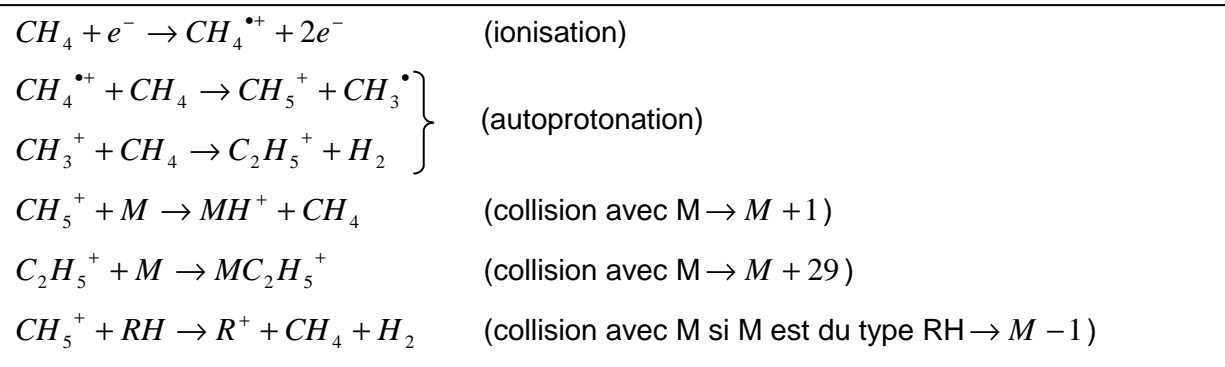 CH₄ + e⁻ → CH₄•⁺ + 2e⁻ (ionisation)
CH₄•⁺ + CH₄ → CH₅⁺ + CH₃•
(autoprotonation)
CH₃⁺ + CH₄ → C₂H₅⁺ + H₂
CH₅⁺ + M → MH⁺ + CH₄ (collision avec M → M + 1)
C₂H₅⁺ + M → MC₂H₅⁺ (collision avec M → M + 29)
CH₅⁺ + RH → R⁺ + CH₄ + H₂ (collision avec M si M est du type RH → M − 1)